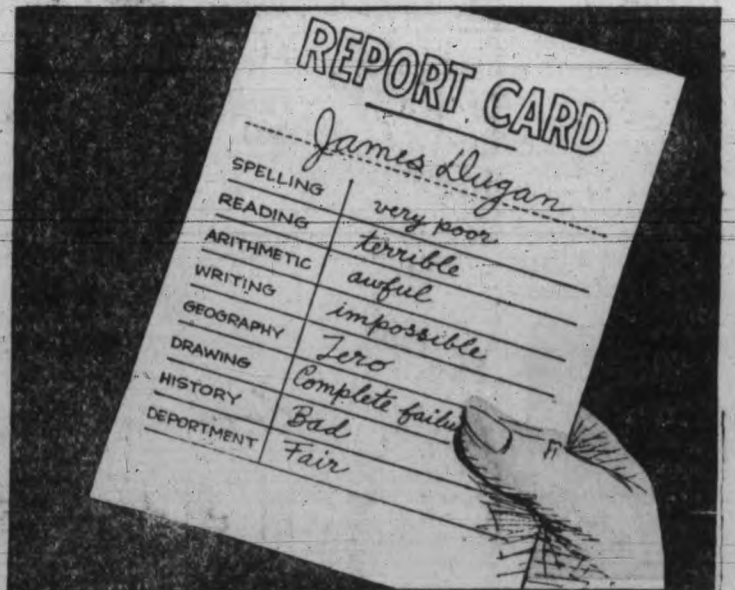 REPORT CARD
James Dugan
SPELLING very poor
READING terrible
ARITHMETIC awful
WRITING impossible
GEOGRAPHY Zero
DRAWING Complete failu
HISTORY Bad
DEPORTMENT Fair